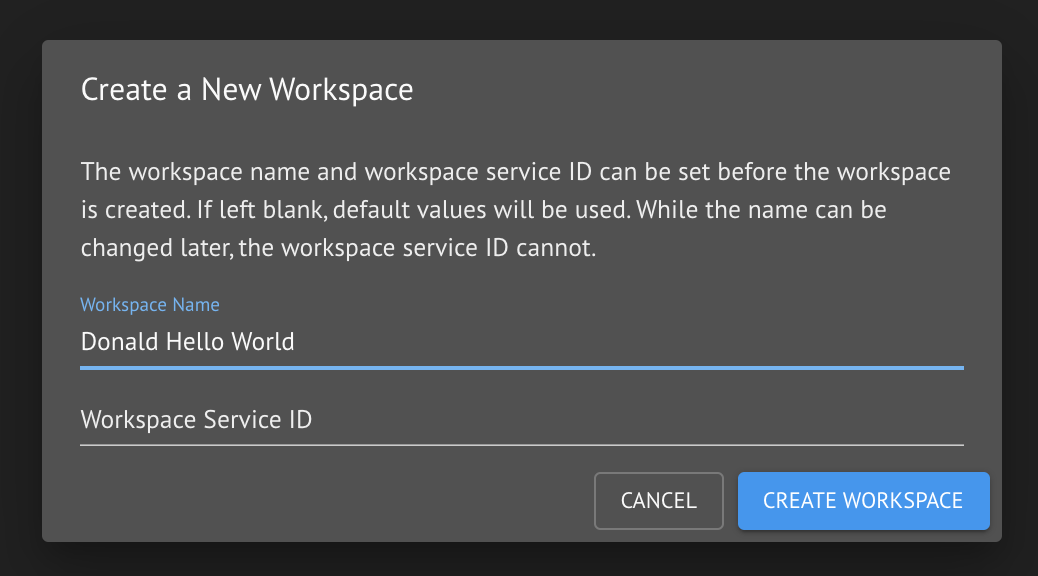 Create a New Workspace
The workspace name and workspace service ID can be set before the workspace
is created. If left blank, default values will be used. While the name can be
changed later, the workspace service ID cannot.
Workspace Name
Donald Hello World
Workspace Service ID
CANCEL
CREATE WORKSPACE